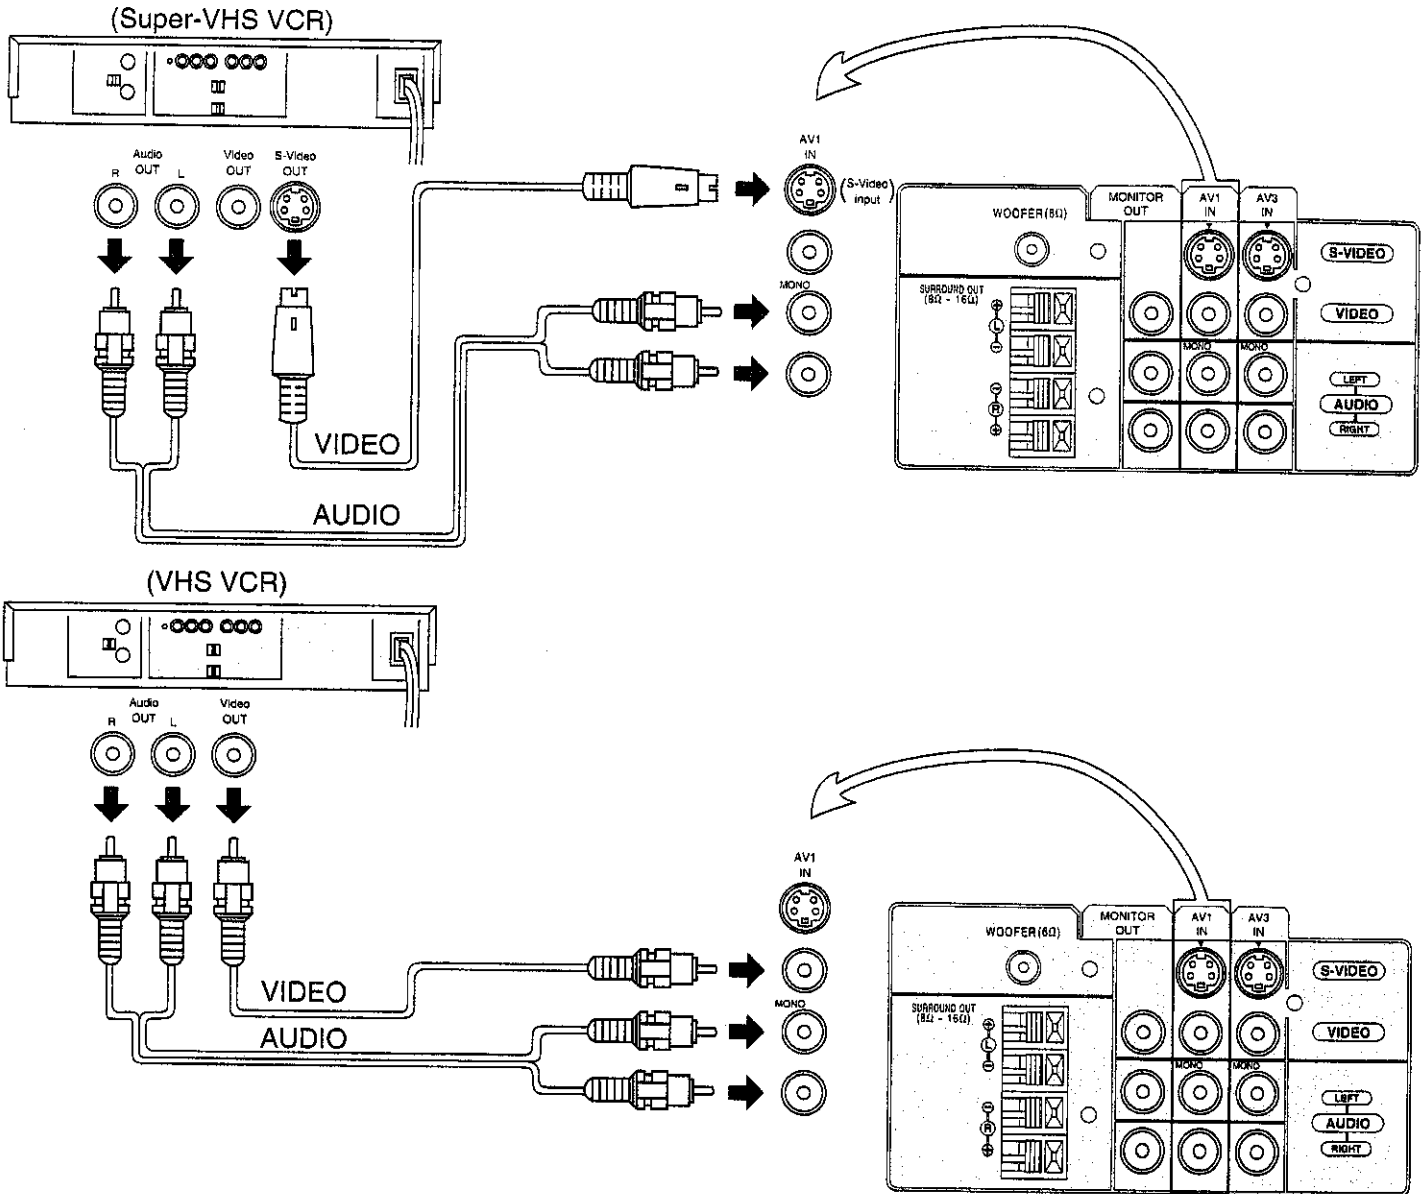 (Super-VHS VCR)
Audio
OUT
R
L
Video
OUT
S-Video
OUT
VIDEO
AUDIO
AV1
IN
(S-Video
input)
MONO
WOOFER (8Ω)
MONITOR
OUT
AV1
IN
AV3
IN
S-VIDEO
SURROUND OUT
(8Ω - 16Ω)
⊕
L
⊖
⊖
R
⊕
VIDEO
MONO
MONO
LEFT
AUDIO
RIGHT
(VHS VCR)
Audio
OUT
R
L
Video
OUT
VIDEO
AUDIO
AV1
IN
MONO
WOOFER (6Ω)
MONITOR
OUT
AV1
IN
AV3
IN
S-VIDEO
SURROUND OUT
(8Ω - 16Ω)
⊕
L
⊖
⊖
R
⊕
VIDEO
MONO
MONO
LEFT
AUDIO
RIGHT